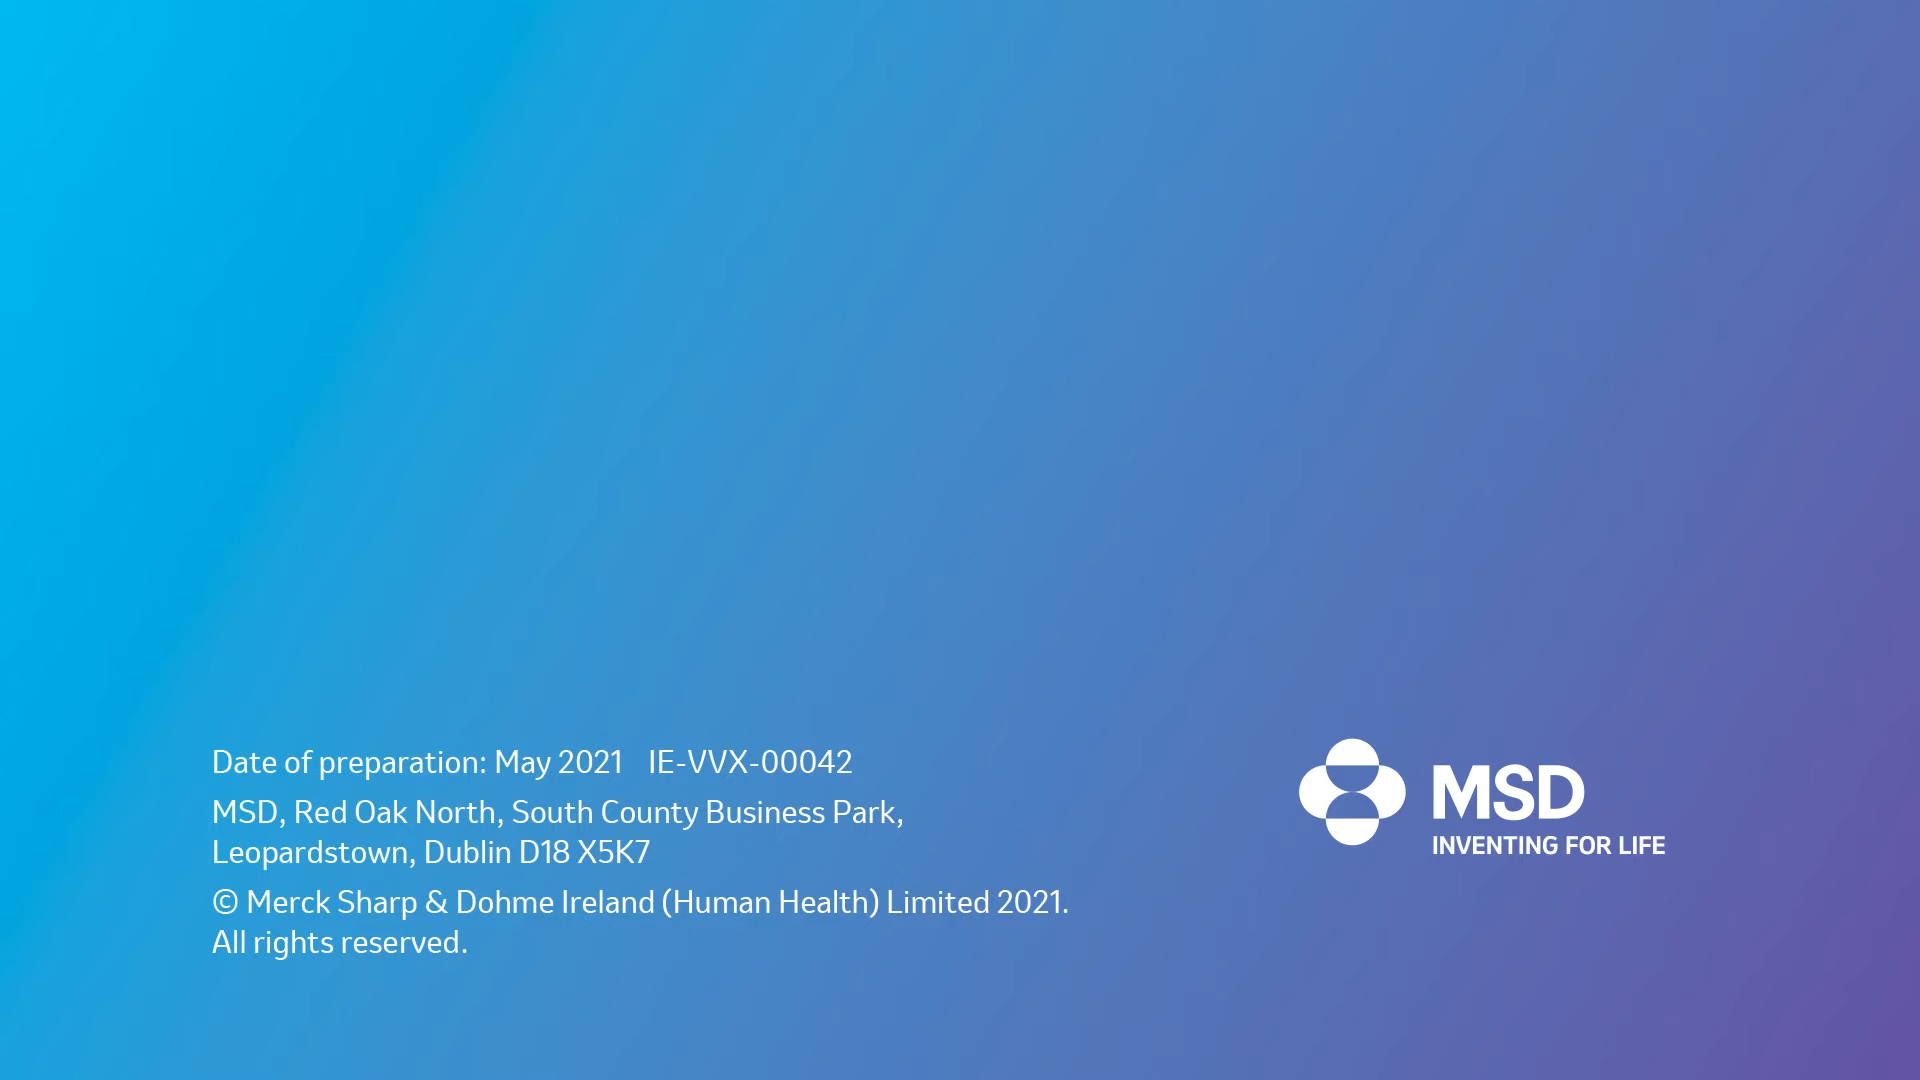 Date of preparation: May 2021 IE-VVX-00042
MSD, Red Oak North, South County Business Park,
Leopardstown, Dublin D18 X5K7
© Merck Sharp & Dohme Ireland (Human Health) Limited 2021.
All rights reserved.
MSD
INVENTING FOR LIFE